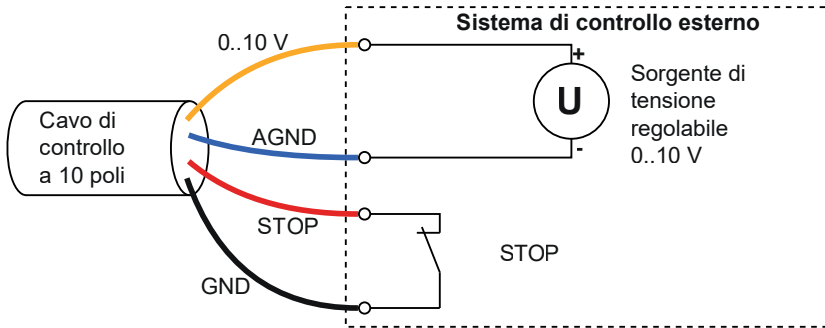 Sistema di controllo esterno
0..10 V
+
U
Sorgente di
tensione
regolabile
0..10 V
-
Cavo di
controllo
a 10 poli
AGND
STOP
STOP
GND